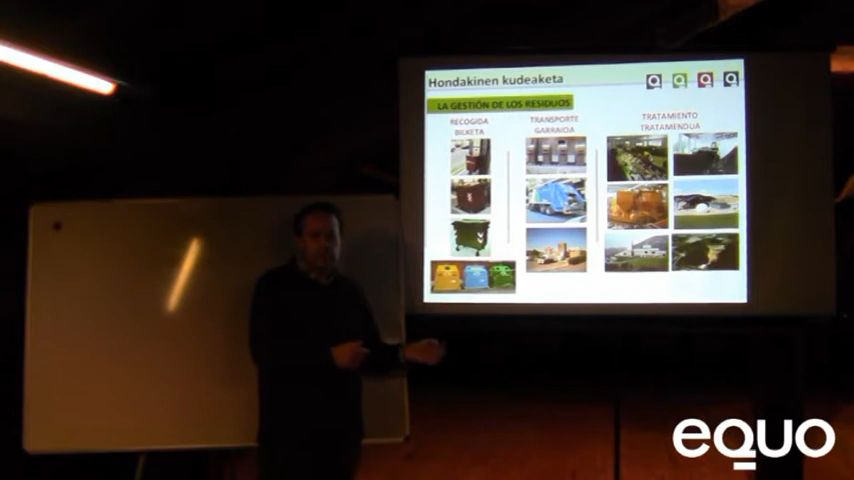 Hondakinen kudeaketa
LA GESTIÓN DE LOS RESIDUOS
RECOGIDA
BILKETA
TRANSPORTE
GARRAIOA
TRATAMIENTO
TRATAMENDUA
eQUO